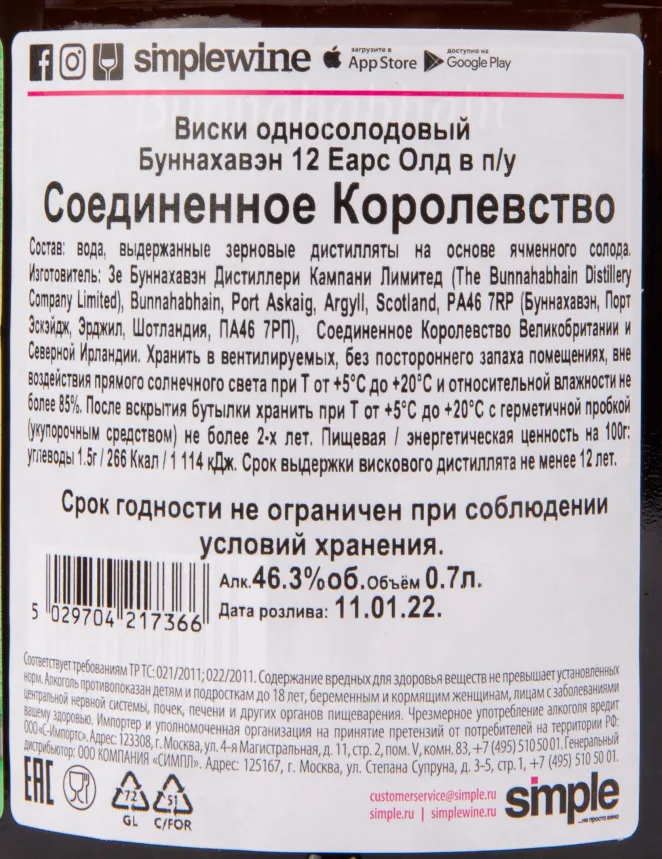 simplewine загрузите в App Store доступно на Google Play
Виски односолодовый
Буннахавэн 12 Еарс Олд в п/у
Соединенное Королевство
Состав: вода, выдержанные зерновые дистилляты на основе ячменного солода.
Изготовитель: Зе Буннахавэн Дистиллери Кампани Лимитед (The Bunnahabhain Distillery
Company Limited), Bunnahabhain, Port Askaig, Argyll, Scotland, PA46 7RP (Буннахавэн, Порт
Эскэйдж, Эрджил, Шотландия, ПА46 7РП), Соединенное Королевство Великобритании и
Северной Ирландии. Хранить в вентилируемых, без постороннего запаха помещениях, вне
воздействия прямого солнечного света при Т от +5°С до +20°С и относительной влажности не
более 85%. После вскрытия бутылки хранить при Т от +5°С до +20°С с герметичной пробкой
(укупорочным средством) не более 2-х лет. Пищевая / энергетическая ценность на 100г:
углеводы 1.5г / 266 Ккал / 1 114 кДж. Срок выдержки вискового дистиллята не менее 12 лет.
Срок годности не ограничен при соблюдении
условий хранения.
Алк.46.3%об.Объём 0.7л.
Дата розлива: 11.01.22.
5 029704 217366
Соответствует требованиям ТР ТС: 021/2011; 022/2011. Содержание вредных для здоровья веществ не превышает установленных
норм. Алкоголь противопоказан детям и подросткам до 18 лет, беременным и кормящим женщинам, лицам с заболеваниями
центральной нервной системы, почек, печени и других органов пищеварения. Чрезмерное употребление алкоголя вредит
вашему здоровью. Импортер и уполномоченная организация на принятие претензий от потребителей на территории РФ:
ООО «С-Импортс». Адрес: 123308, г. Москва, ул. 4-я Магистральная, д. 11, стр. 2, пом. V, комн. 83, +7 (495) 510 50 01. Генеральный
дистрибьютор: ООО КОМПАНИЯ «СИМПЛ». Адрес: 125167, г. Москва, ул. Степана Супруна, д. 3-5, стр. 1, +7 (495) 510 50 01.
EAC 72 GL 51 C/FOR
customerservice@simple.ru
simple.ru | simplewine.ru
simple
...не просто вино